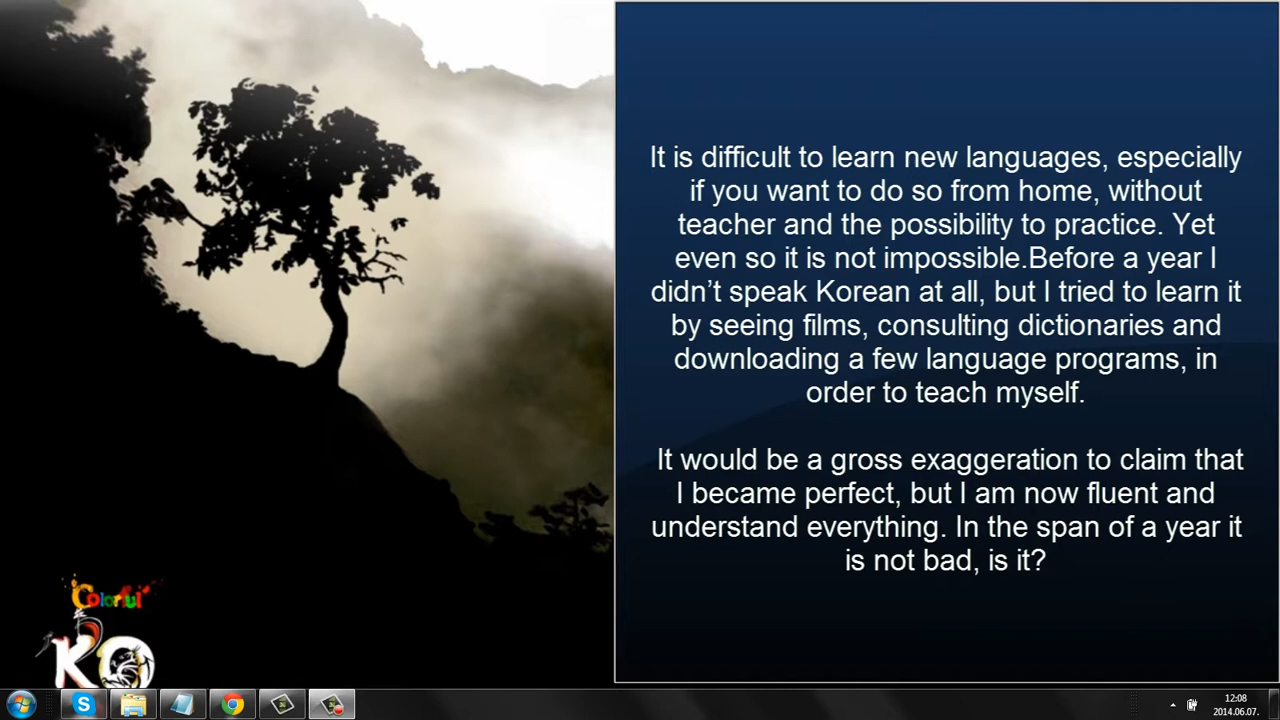 It is difficult to learn new languages, especially
if you want to do so from home, without
teacher and the possibility to practice. Yet
even so it is not impossible.Before a year I
didn’t speak Korean at all, but I tried to learn it
by seeing films, consulting dictionaries and
downloading a few language programs, in
order to teach myself.
It would be a gross exaggeration to claim that
I became perfect, but I am now fluent and
understand everything. In the span of a year it
is not bad, is it?
Colorful
KO
S
12:08
2014.06.07.